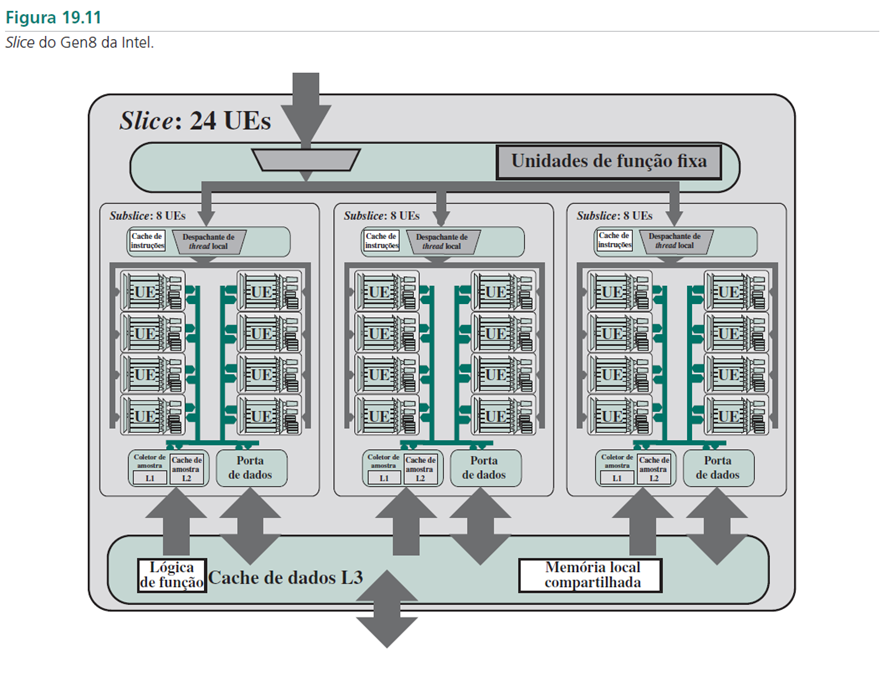 Figura 19.11
Slice do Gen8 da Intel.
Slice: 24 UEs
Unidades de função fixa
Subslice: 8 UEs
Cache de
instruções
Despachante de
thread local
UE
UE
UE
UE
UE
UE
UE
UE
Coletor de
amostra
L1
Cache de
amostra
L2
Porta
de dados
Subslice: 8 UEs
Cache de
instruções
Despachante de
thread local
UE
UE
UE
UE
UE
UE
UE
UE
Coletor de
amostra
L1
Cache de
amostra
L2
Porta
de dados
Subslice: 8 UEs
Cache de
instruções
Despachante de
thread local
UE
UE
UE
UE
UE
UE
UE
UE
Coletor de
amostra
L1
Cache de
amostra
L2
Porta
de dados
Lógica
de função
Cache de dados L3
Memória local
compartilhada